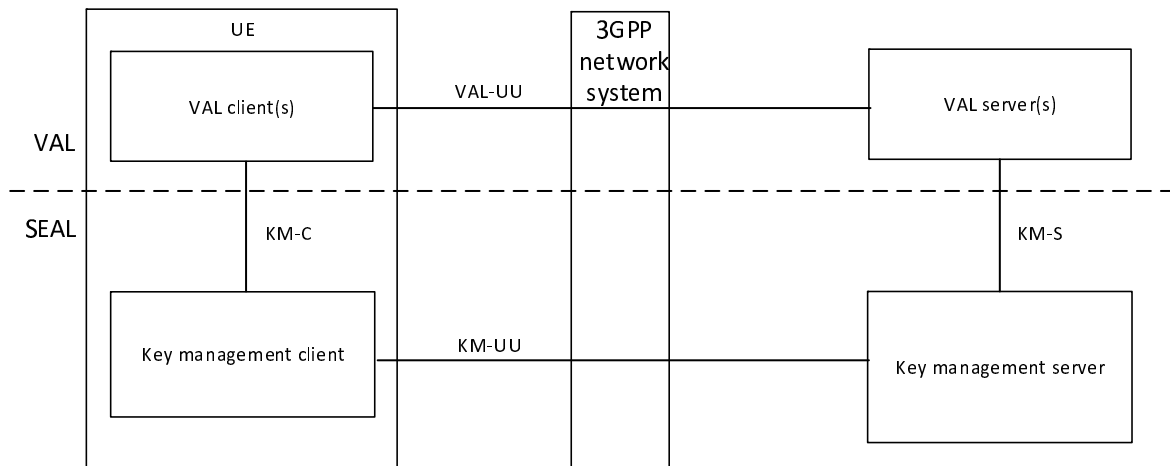 UE
3GPP
network
system
VAL client(s)
VAL-UU
VAL server(s)
VAL
SEAL
KM-C
KM-S
Key management client
KM-UU
Key management server